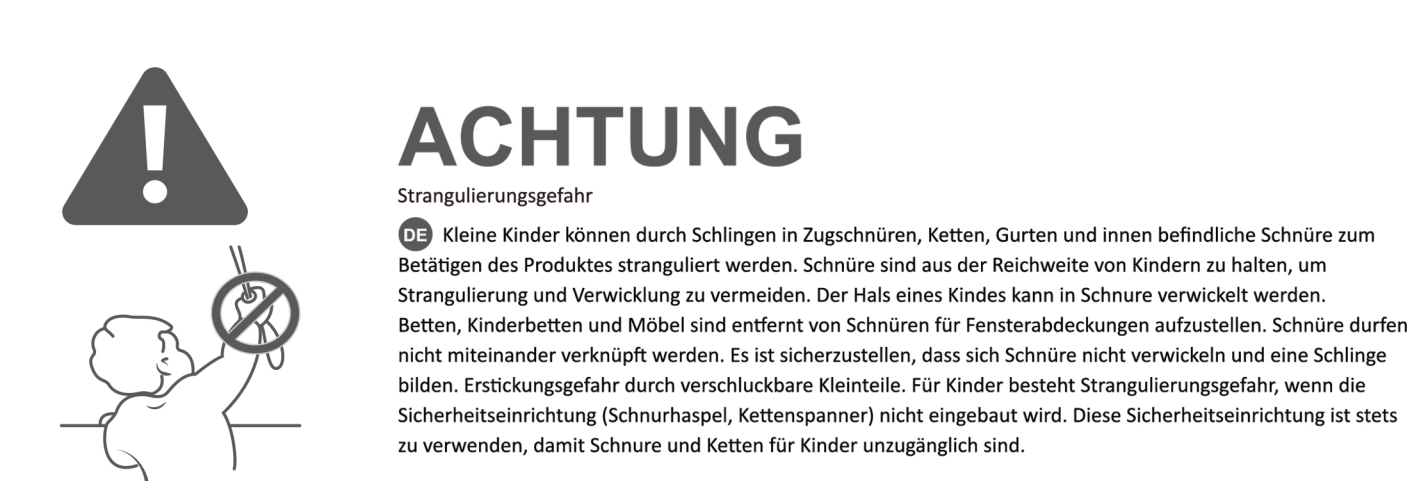 ACHTUNG
Strangulierungsgefahr
DE Kleine Kinder können durch Schlingen in Zugschnüren, Ketten, Gurten und innen befindliche Schnüre zum
Betätigen des Produktes stranguliert werden. Schnüre sind aus der Reichweite von Kindern zu halten, um
Strangulierung und Verwicklung zu vermeiden. Der Hals eines Kindes kann in Schnure verwickelt werden.
Betten, Kinderbetten und Möbel sind entfernt von Schnüren für Fensterabdeckungen aufzustellen. Schnüre durfen
nicht miteinander verknüpft werden. Es ist sicherzustellen, dass sich Schnüre nicht verwickeln und eine Schlinge
bilden. Erstickungsgefahr durch verschluckbare Kleinteile. Für Kinder besteht Strangulierungsgefahr, wenn die
Sicherheitseinrichtung (Schnurhaspel, Kettenspanner) nicht eingebaut wird. Diese Sicherheitseinrichtung ist stets
zu verwenden, damit Schnure und Ketten für Kinder unzugänglich sind.